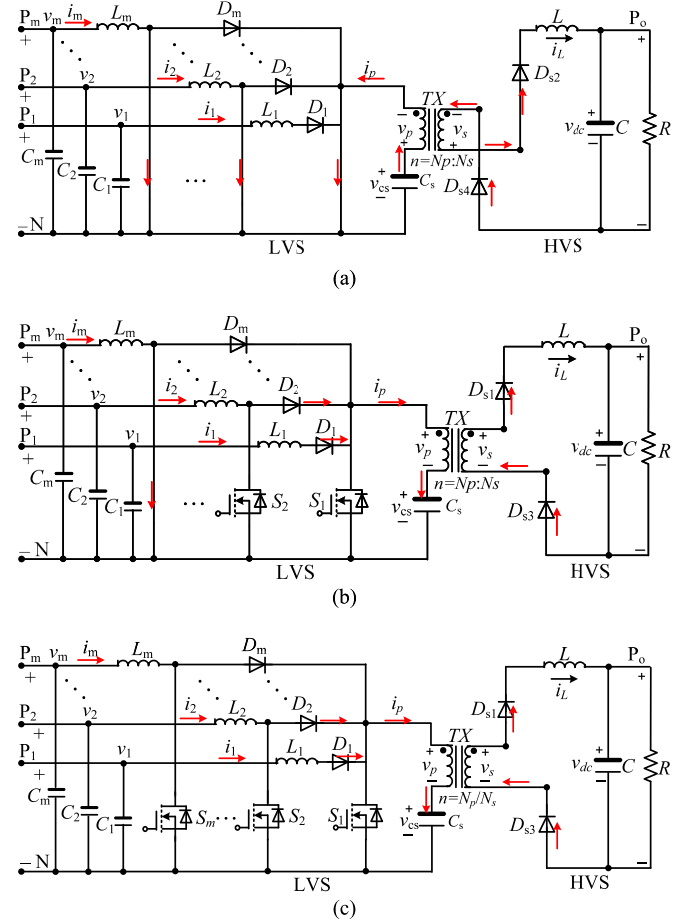 Pm vm im Lm Dm L Po
+ iL +
P2 v2 i2 L2 D2 ip TX Ds2
+
P1 v1 i1 L1 D1 − vp − vs vdc + C R
+ + + −
Cm C2 C1 n=Np:Ns
... vcs + Cs Ds4
− −
−N
LVS HVS
(a)
Pm vm im Lm Dm L Po
+ iL +
P2 v2 i2 L2 D2 ip Ds1
+ TX
P1 v1 i1 L1 D1 + vp + vs vdc + C R
+ − − −
Cm C2 C1 ... S2 S1 n=Np:Ns
vcs + Cs Ds3
− −
−N
LVS HVS
(b)
Pm vm im Lm Dm L Po
+ iL +
P2 v2 i2 L2 D2 ip Ds1
+ TX
P1 v1 i1 L1 D1 + vp + vs vdc + C R
+ − − −
Cm C2 C1 Sm ... S2 S1 n=Np/Ns
vcs + Cs Ds3
− −
−N
LVS HVS
(c)